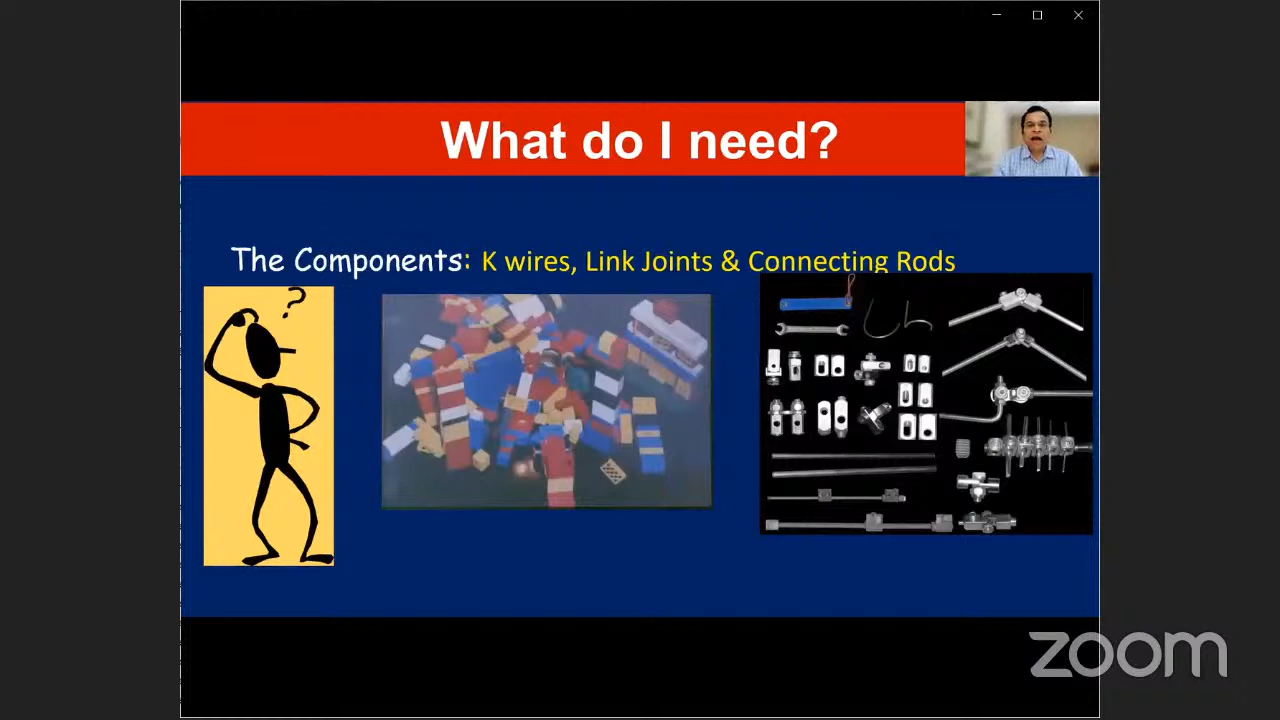 What do I need?
The Components: K wires, Link Joints & Connecting Rods
?
zoom